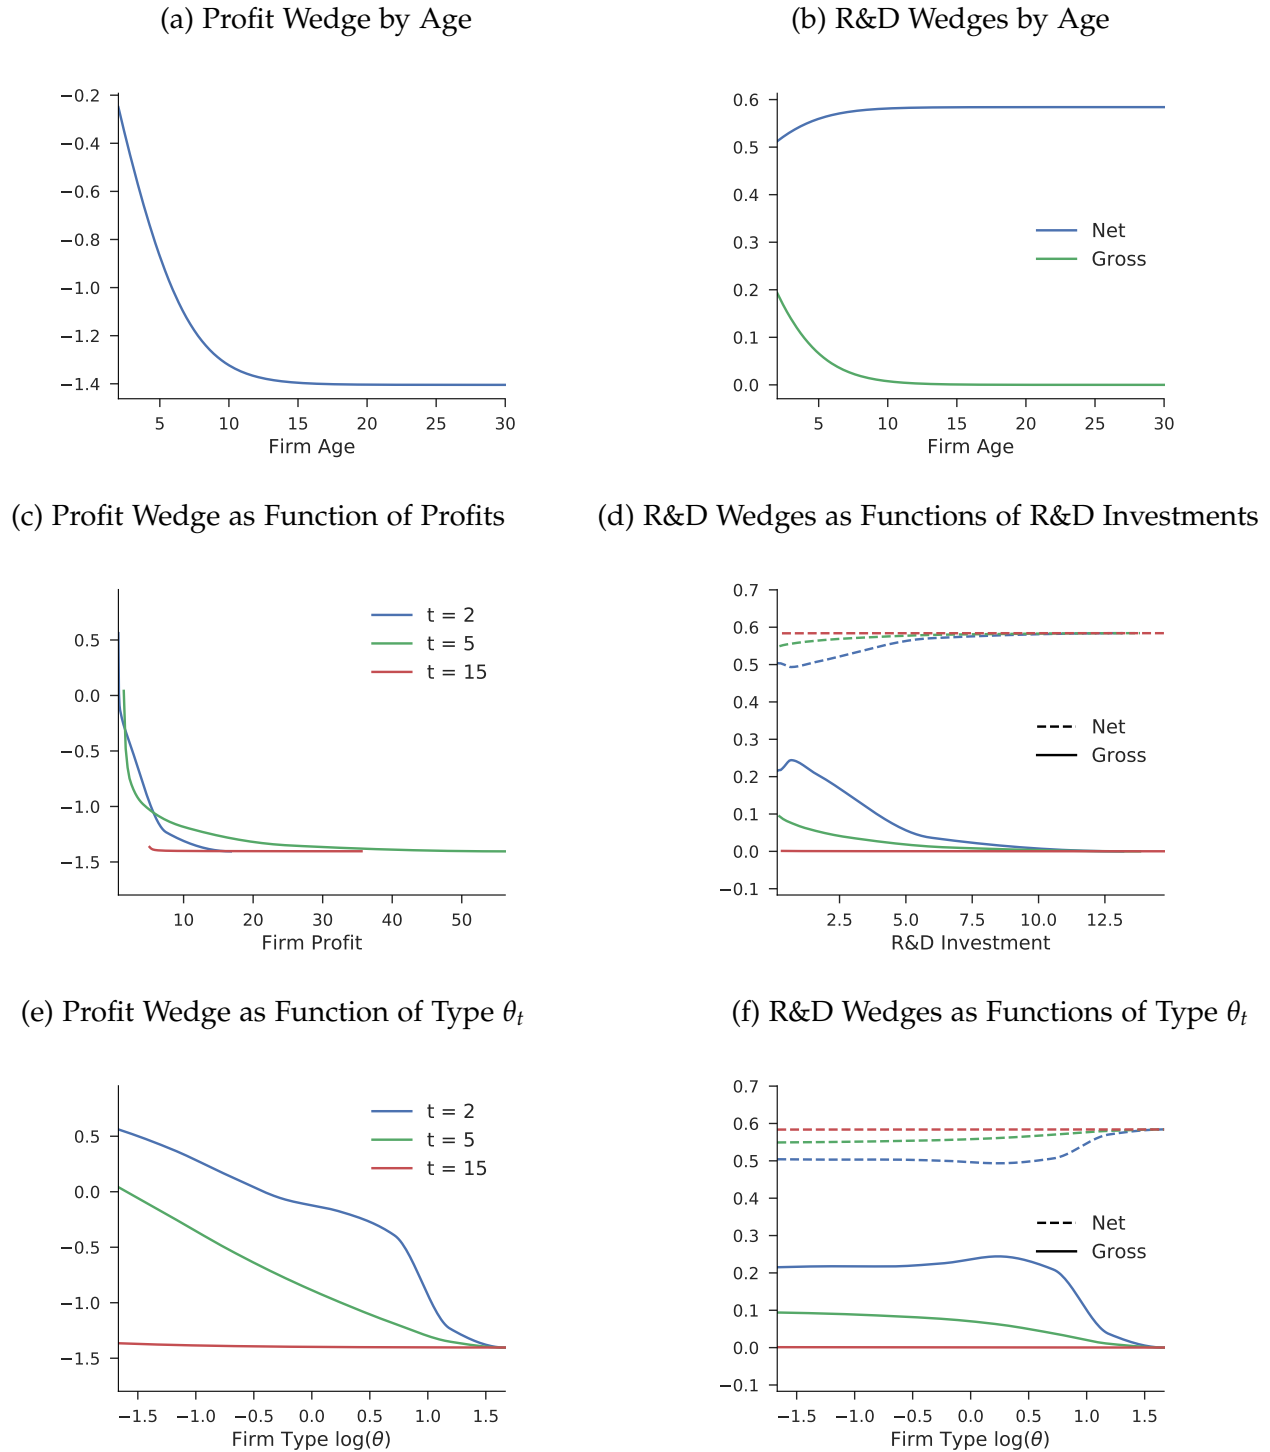 (a) Profit Wedge by Age
−0.2
−0.4
−0.6
−0.8
−1.0
−1.2
−1.4
5 10 15 20 25 30
Firm Age
(b) R&D Wedges by Age
0.6
0.5
0.4
0.3
0.2
0.1
0.0
Net
Gross
5 10 15 20 25 30
Firm Age
(c) Profit Wedge as Function of Profits
0.5
0.0
−0.5
−1.0
−1.5
t = 2
t = 5
t = 15
10 20 30 40 50
Firm Profit
(d) R&D Wedges as Functions of R&D Investments
0.7
0.6
0.5
0.4
0.3
0.2
0.1
0.0
−0.1
Net
Gross
2.5 5.0 7.5 10.0 12.5
R&D Investment
(e) Profit Wedge as Function of Type θt
0.5
0.0
−0.5
−1.0
−1.5
t = 2
t = 5
t = 15
−1.5 −1.0 −0.5 0.0 0.5 1.0 1.5
Firm Type log(θ)
(f) R&D Wedges as Functions of Type θt
0.7
0.6
0.5
0.4
0.3
0.2
0.1
0.0
−0.1
Net
Gross
−1.5 −1.0 −0.5 0.0 0.5 1.0 1.5
Firm Type log(θ)